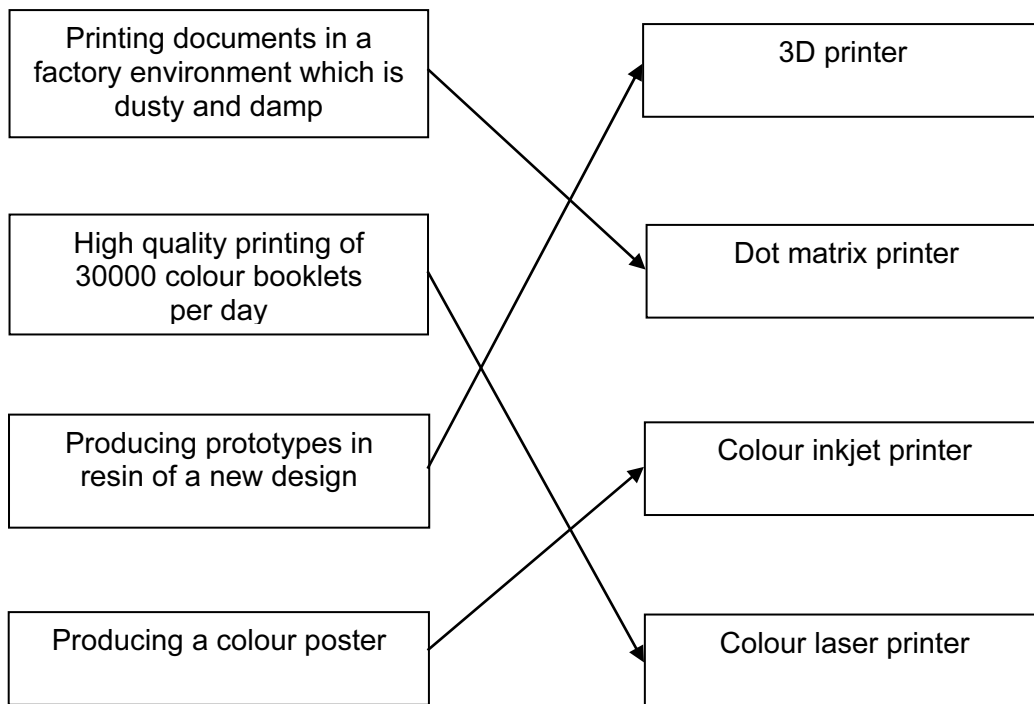 Printing documents in a
factory environment which is
dusty and damp
3D printer
High quality printing of
30000 colour booklets
per day
Dot matrix printer
Producing prototypes in
resin of a new design
Colour inkjet printer
Producing a colour poster
Colour laser printer